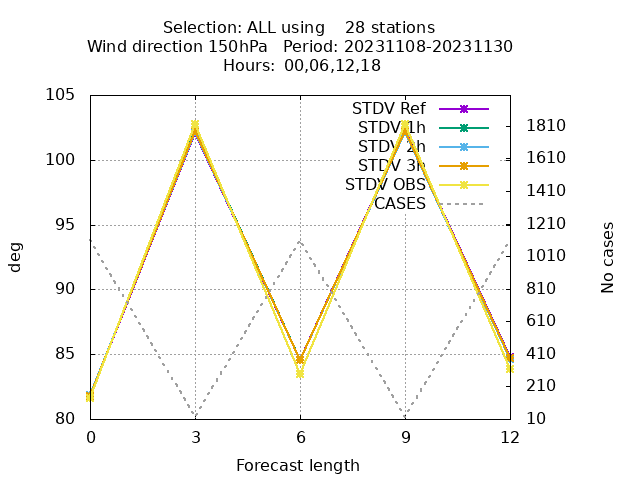 Selection: ALL using 28 stations
Wind direction 150hPa Period: 20231108-20231130
Hours: 00,06,12,18
105
100
95
90
85
80
deg
STDV Ref
STDV 1h
STDV 2h
STDV 3h
STDV OBS
CASES
1810
1610
1410
1210
1010
810
610
410
210
10
No cases
0 3 6 9 12
Forecast length